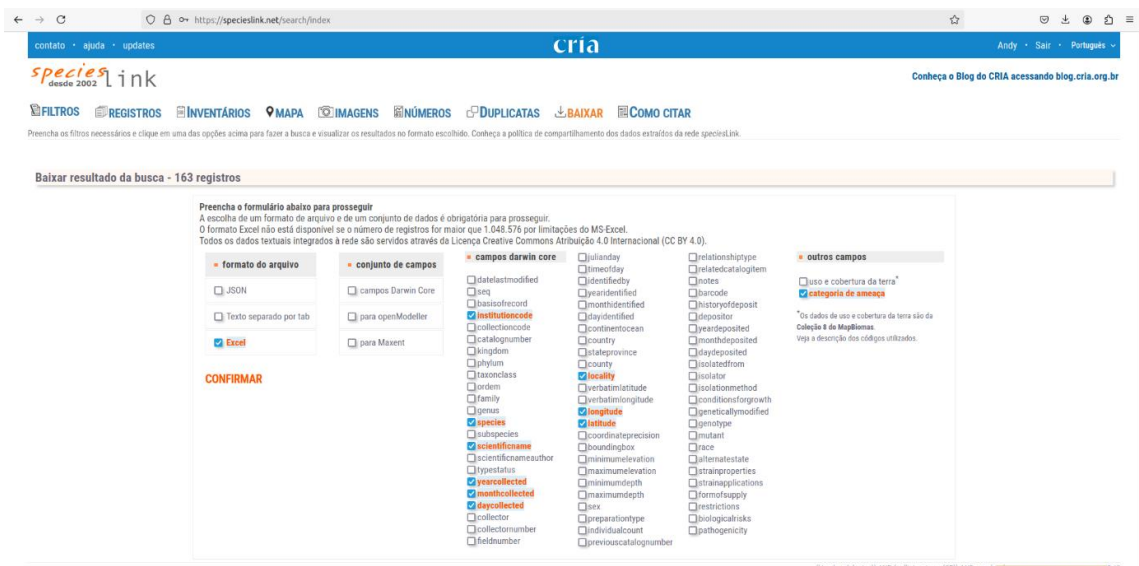 https://specieslink.net/search/index
contato · ajuda · updates
cria
Andy · Sair · Português
specieslink
desde 2002
Conheça o Blog do CRIA acessando blog.cria.org.br
FILTROS REGISTROS INVENTÁRIOS MAPA IMAGENS NÚMEROS DUPLICATAS BAIXAR COMO CITAR
Preencha os filtros necessários e clique em uma das opções acima para fazer a busca e visualizar os resultados no formato escolhido. Conheça a política de compartilhamento dos dados extraídos da rede speciesLink.
Baixar resultado da busca - 163 registros
Preencha o formulário abaixo para prosseguir
A escolha de um formato de arquivo e de um conjunto de dados é obrigatória para prosseguir.
O formato Excel não está disponível se o número de registros for maior que 1.048.576 por limitações do MS-Excel.
Todos os dados textuais integrados à rede são servidos através da Licença Creative Commons Atribuição 4.0 Internacional (CC BY 4.0).
formato do arquivo
JSON
Texto separado por tab
Excel
CONFIRMAR
conjunto de campos
campos Darwin Core
para openModeller
para Maxent
campos darwin core
datelastmodified
seq
basisofrecord
institutioncode
collectioncode
catalognumber
kingdom
phylum
taxonclass
ordem
family
genus
species
subspecies
scientificname
scientificnameauthor
typestatus
yearcollected
monthcollected
daycollected
collector
collectornumber
fieldnumber
julianday
timeofday
identifiedby
yearidentified
monthidentified
dayidentified
continentocean
country
stateprovince
county
locality
verbatimlatitude
verbatimlongitude
longitude
latitude
coordinateprecision
boundingbox
minimumelevation
maximumelevation
minimumdepth
maximumdepth
sex
preparationtype
individualcount
previouscatalognumber
relationshiptype
relatedcatalogitem
notes
barcode
historyofdeposit
depositor
yeardeposited
monthdeposited
daydeposited
isolatedfrom
isolator
isolationmethod
conditionsforgrowth
geneticallymodified
genotype
mutant
race
alternatestate
strainproperties
strainapplications
formofsupply
restrictions
biologicalrisks
pathogenicity
outros campos
uso e cobertura da terra*
categoria de ameaça
*Os dados de uso e cobertura da terra são da
Coleção 8 do MapBiomas.
Veja a descrição dos códigos utilizados.